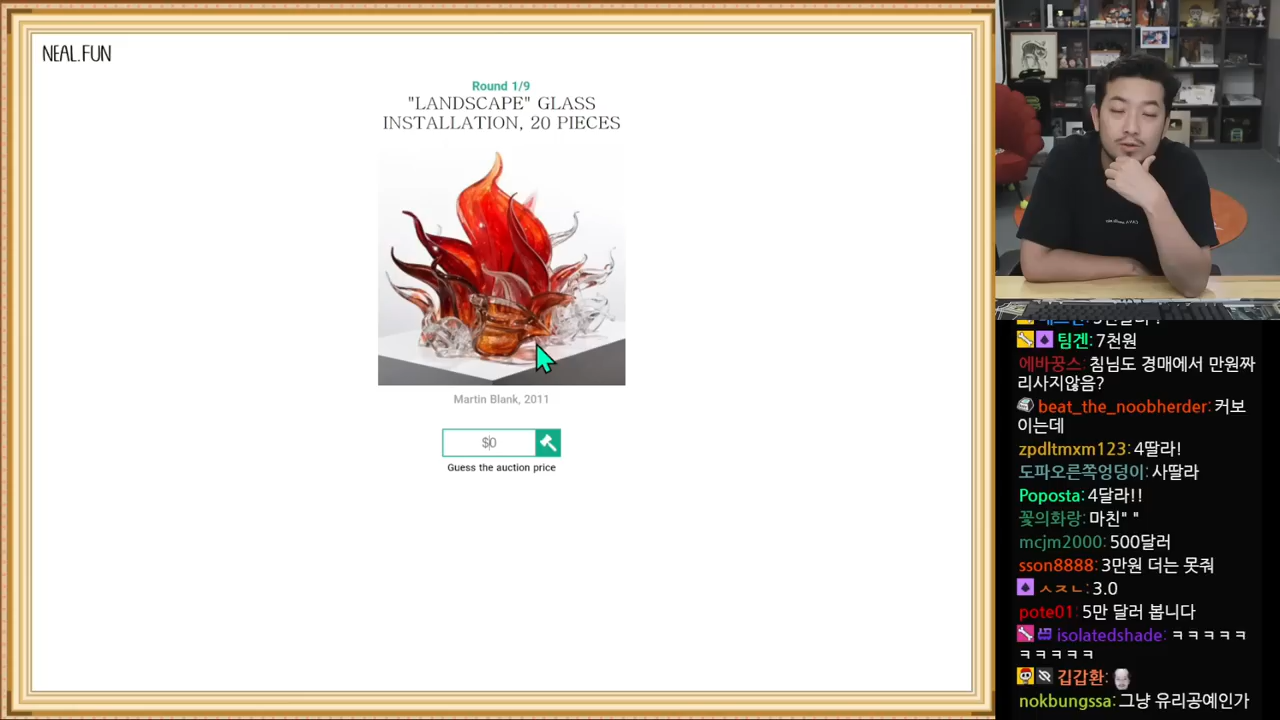 NEAL.FUN
Round 1/9
"LANDSCAPE" GLASS
INSTALLATION, 20 PIECES
Martin Blank, 2011
$0
Guess the auction price
팀겐: 7천원
에바꿍스: 침님도 경매에서 만원짜
리사지않음?
beat_the_noobherder: 커보
이는데
zpdltmxm123: 4딸라!
도파오른쪽엉덩이: 사딸라
Poposta: 4달라!!
꽃의화랑: 마친" "
mcjm2000: 500달러
sson8888: 3만원 더는 못줘
ㅅㅈㄴ: 3.0
pote01: 5만 달러 봅니다
isolatedshade: ㅋㅋㅋㅋㅋ
ㅋㅋㅋㅋㅋ
김갑환:
nokbungssa: 그냥 유리공예인가